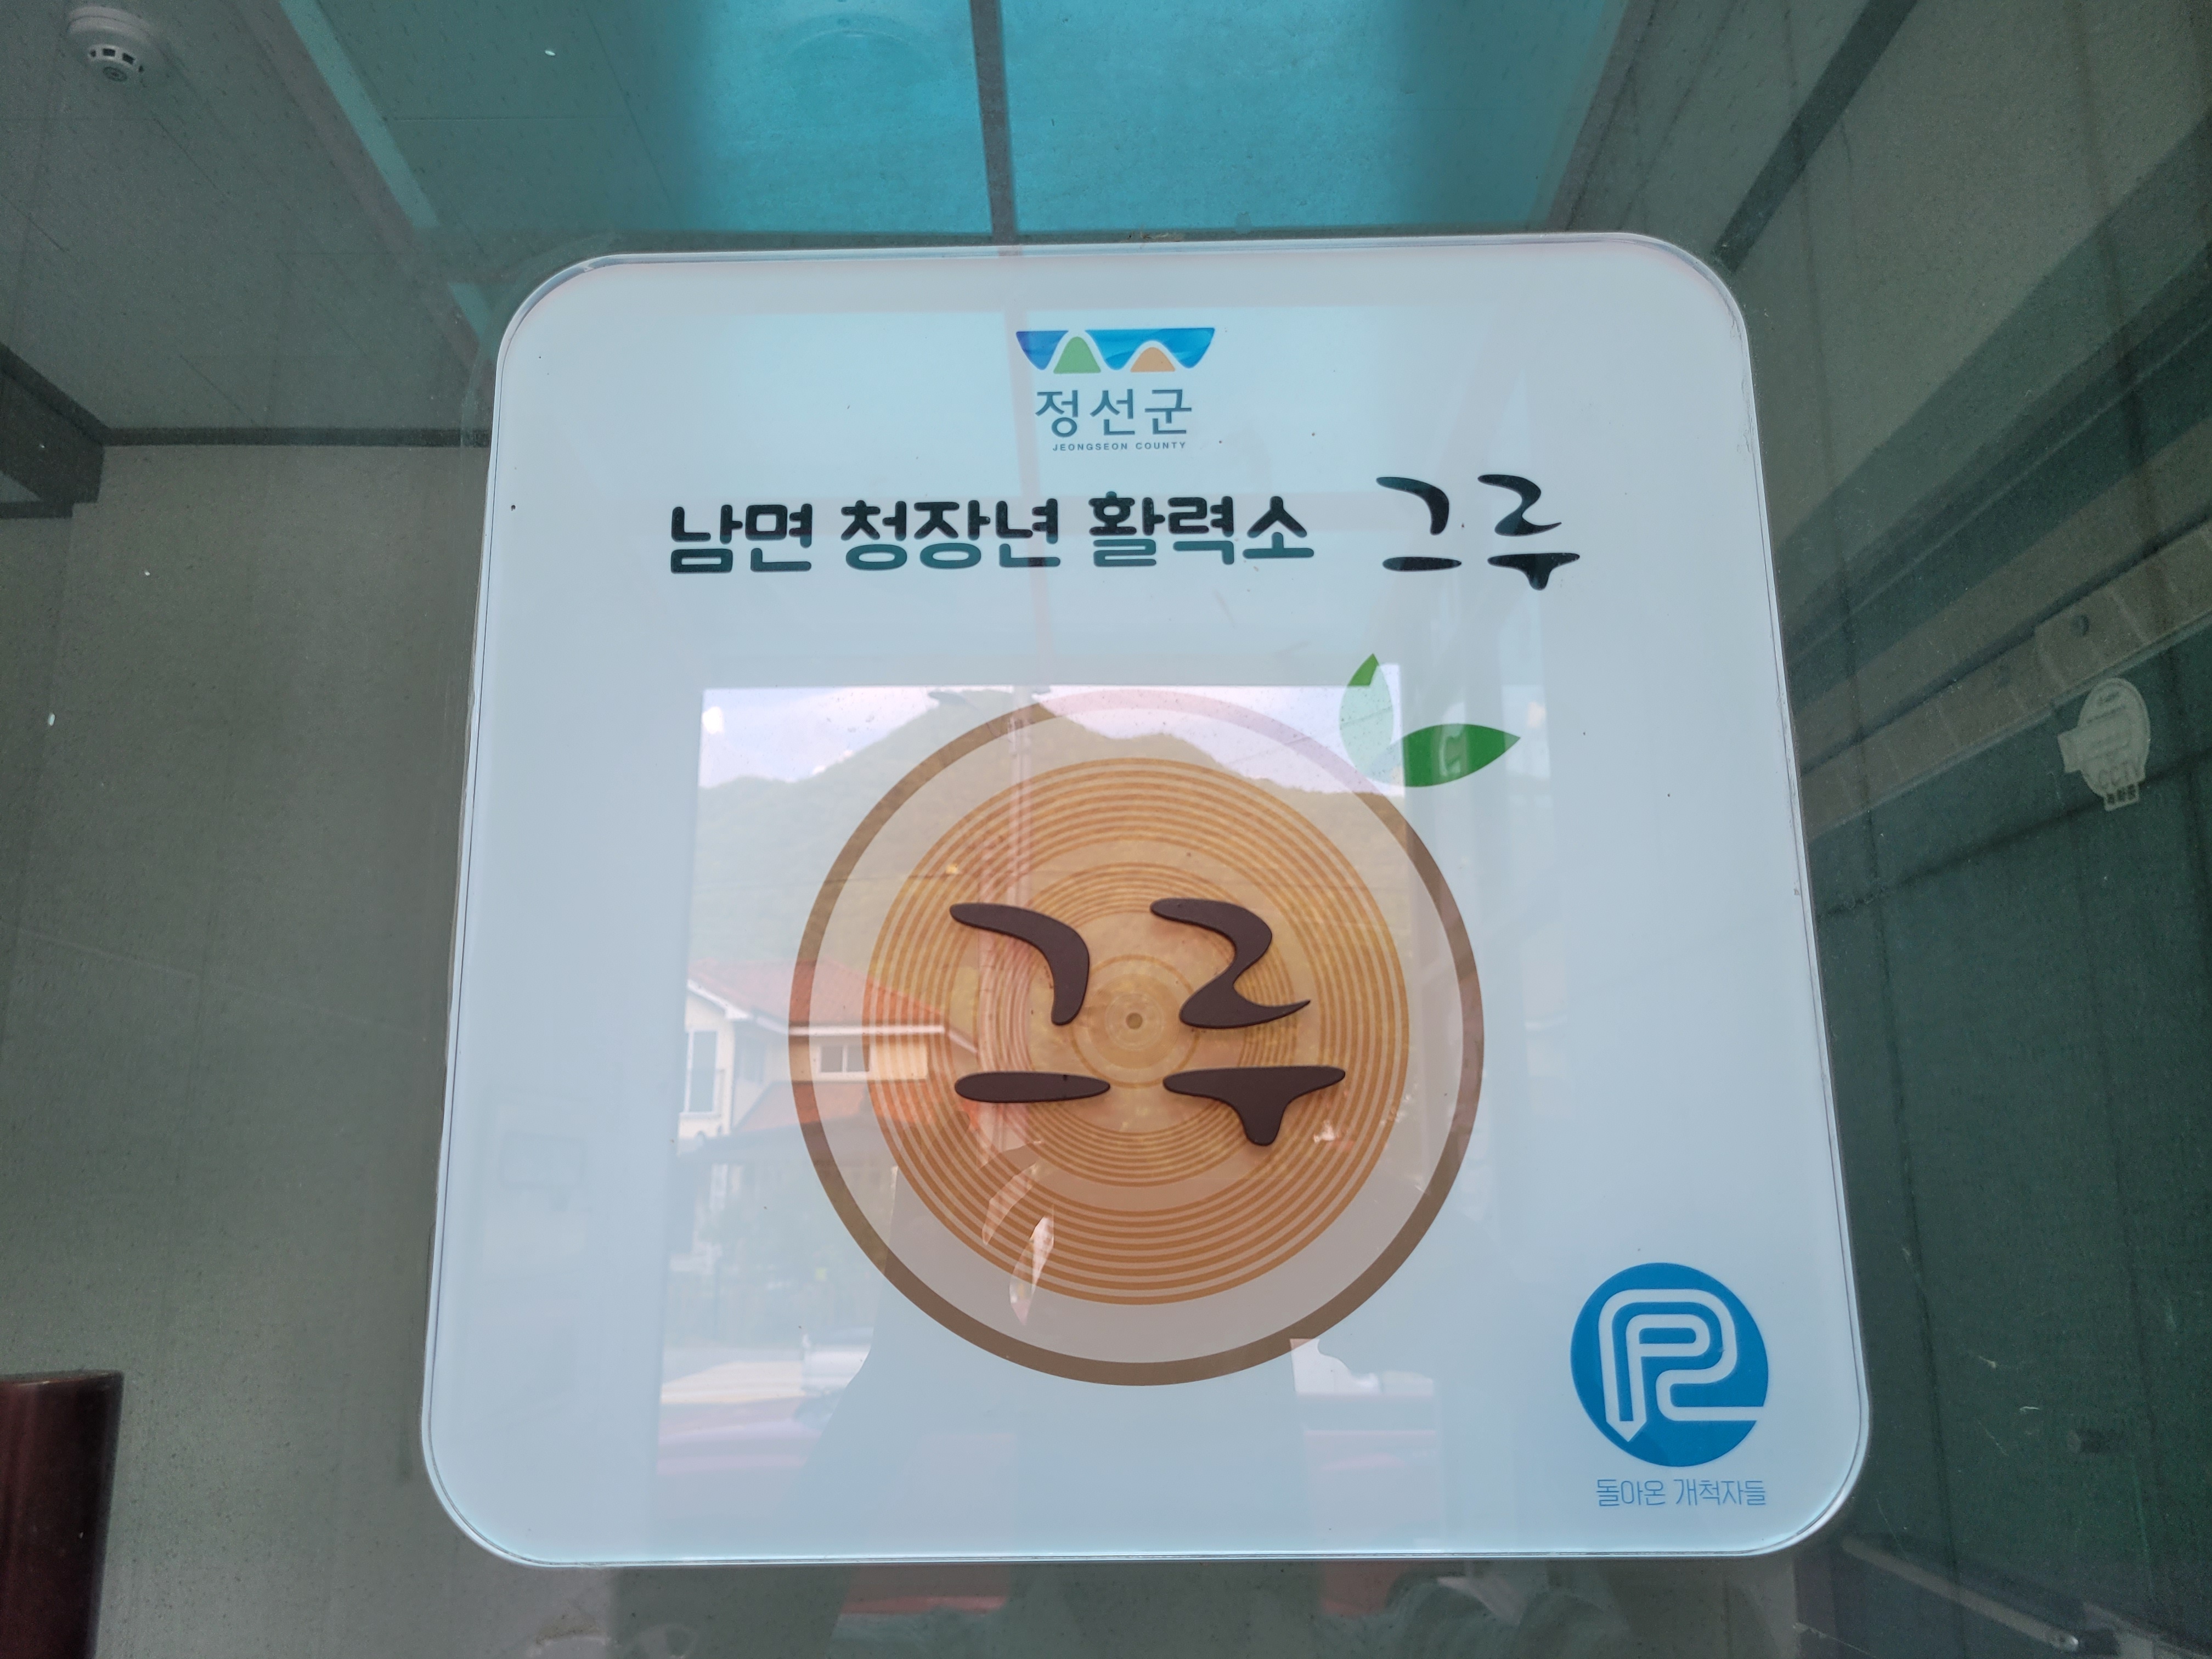 정선군
JEONGSEON COUNTY
남면 청장년 활력소 그루
그루
CCTV
돌아온 개척자들